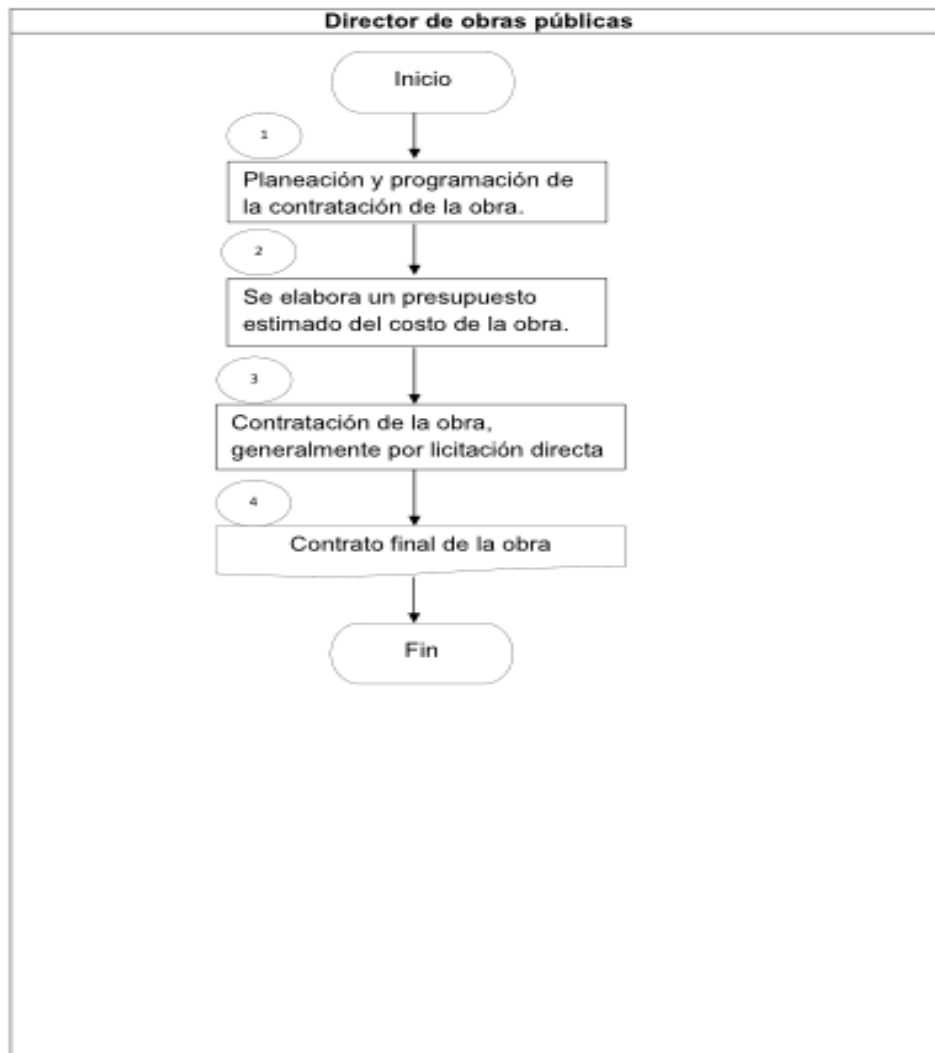 Director de obras públicas
Inicio
1
Planeación y programación de
la contratación de la obra.
2
Se elabora un presupuesto
estimado del costo de la obra.
3
Contratación de la obra,
generalmente por licitación directa
4
Contrato final de la obra
Fin